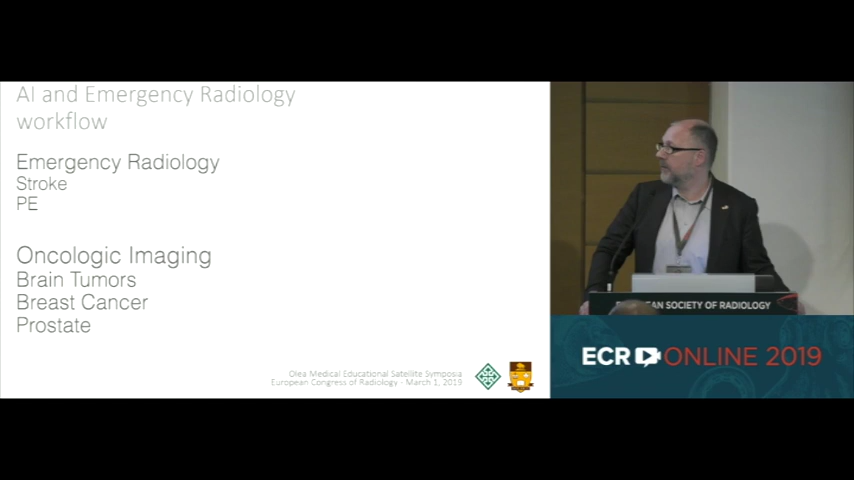 AI and Emergency Radiology
workflow
Emergency Radiology
Stroke
PE
Oncologic Imaging
Brain Tumors
Breast Cancer
Prostate
Olea Medical Educational Satellite Symposia
European Congress of Radiology - March 1, 2019
SOCIETY OF RADIOLOGY
ECR ONLINE 2019